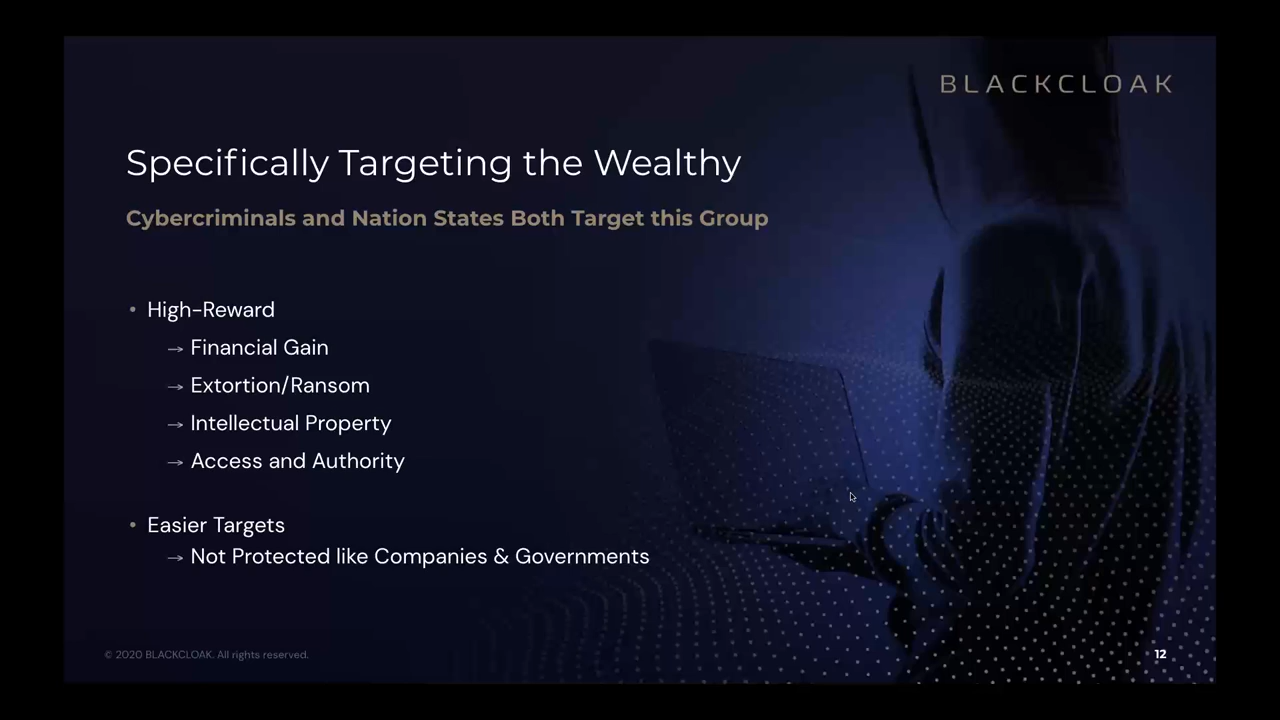 BLACKCLOAK
Specifically Targeting the Wealthy
Cybercriminals and Nation States Both Target this Group
• High-Reward
→ Financial Gain
→ Extortion/Ransom
→ Intellectual Property
→ Access and Authority
• Easier Targets
→ Not Protected like Companies & Governments
© 2020 BLACKCLOAK. All rights reserved.
12